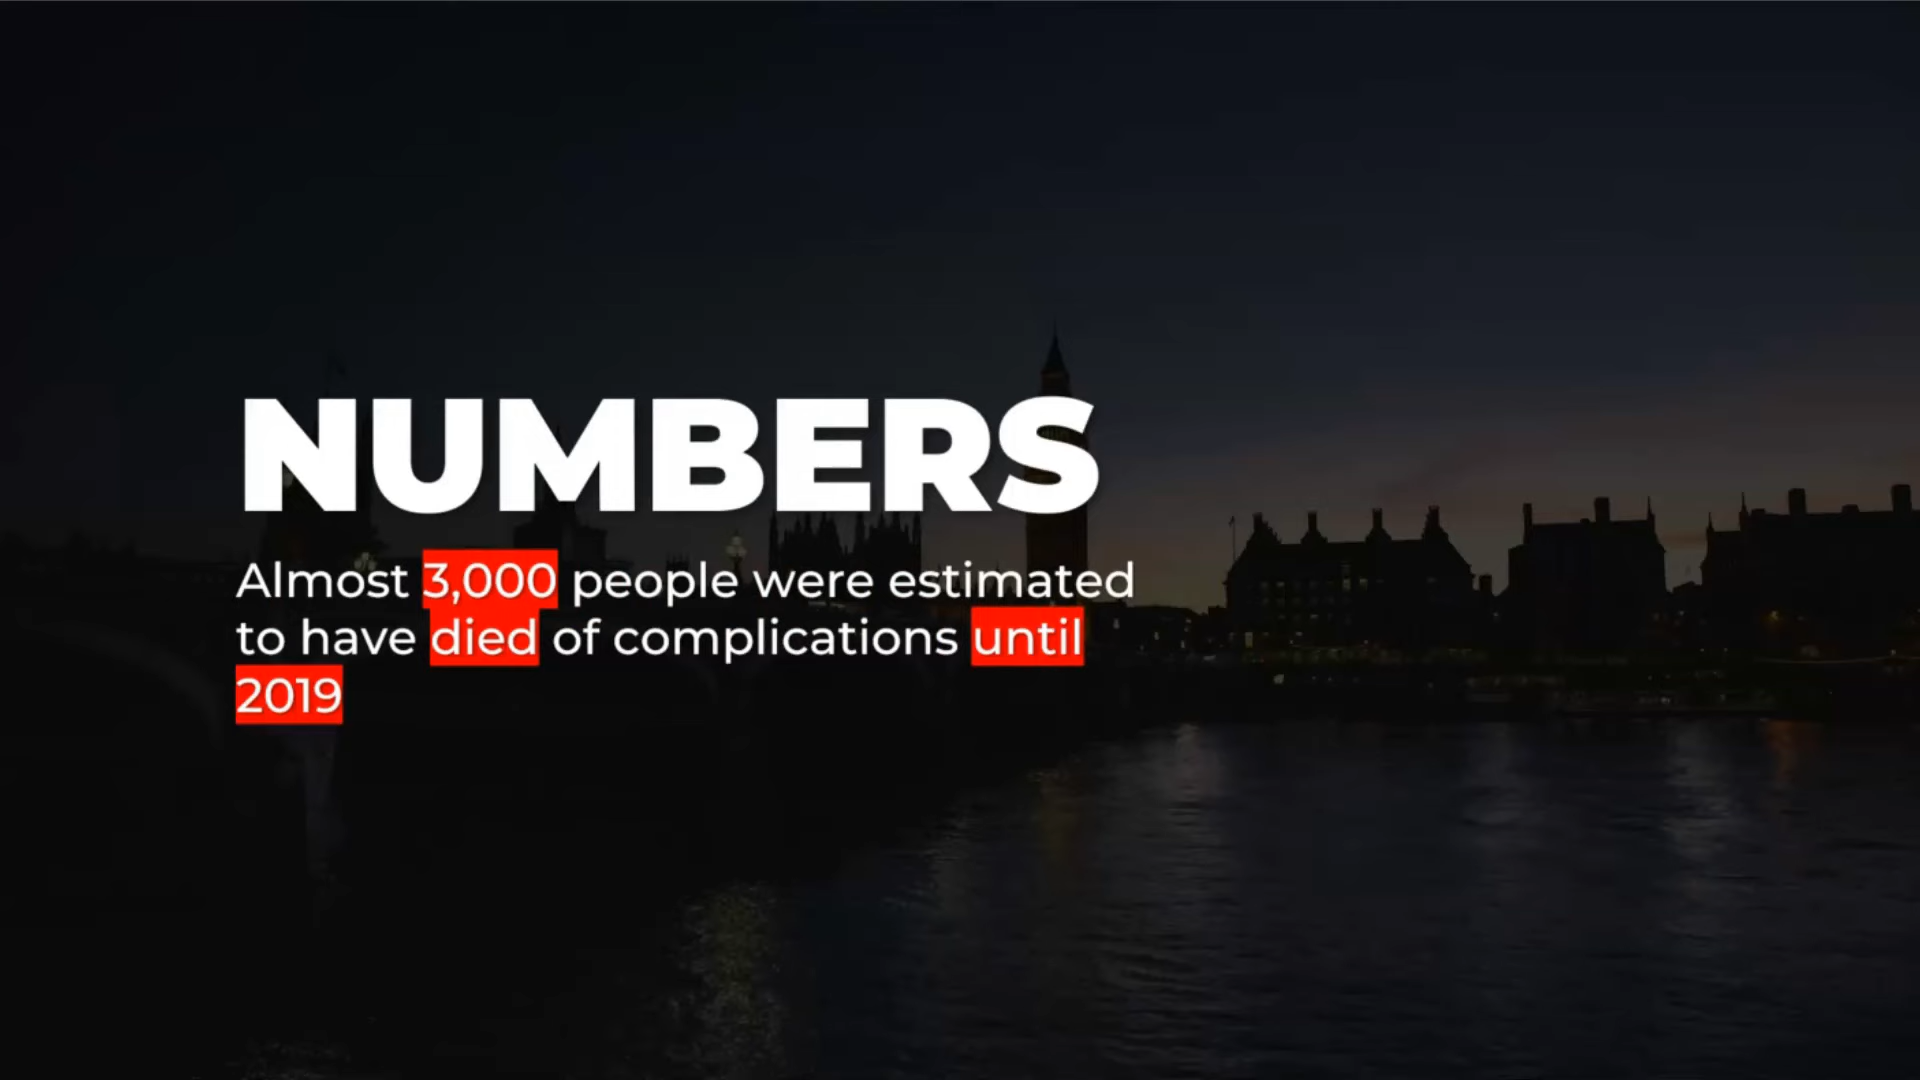 NUMBERS
Almost 3,000 people were estimated
to have died of complications until
2019